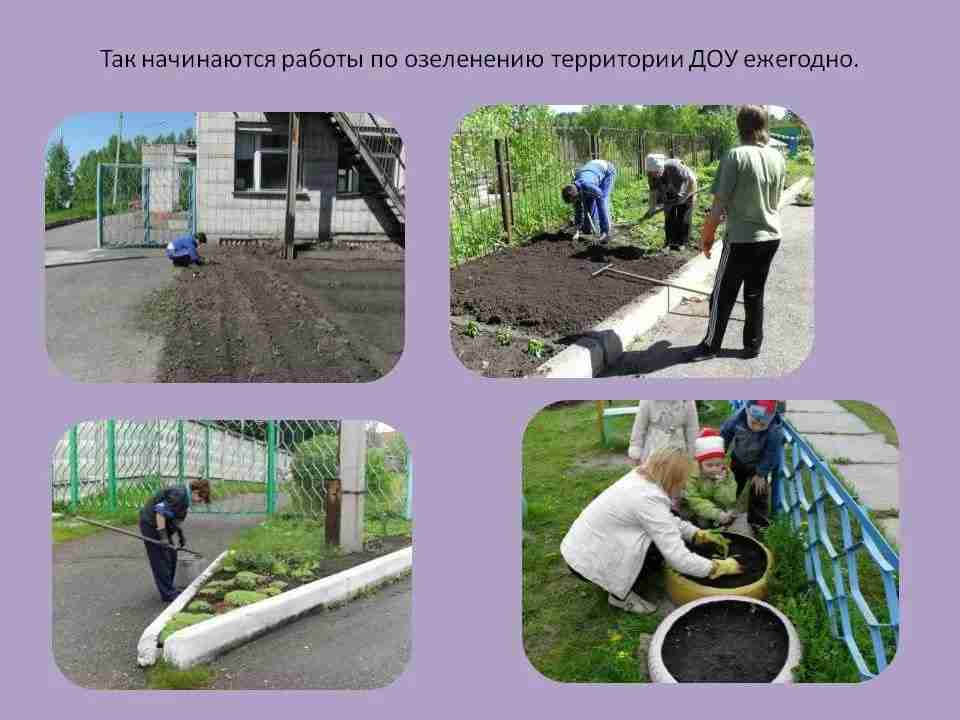 Так начинаются работы по озеленению территории ДОУ ежегодно.